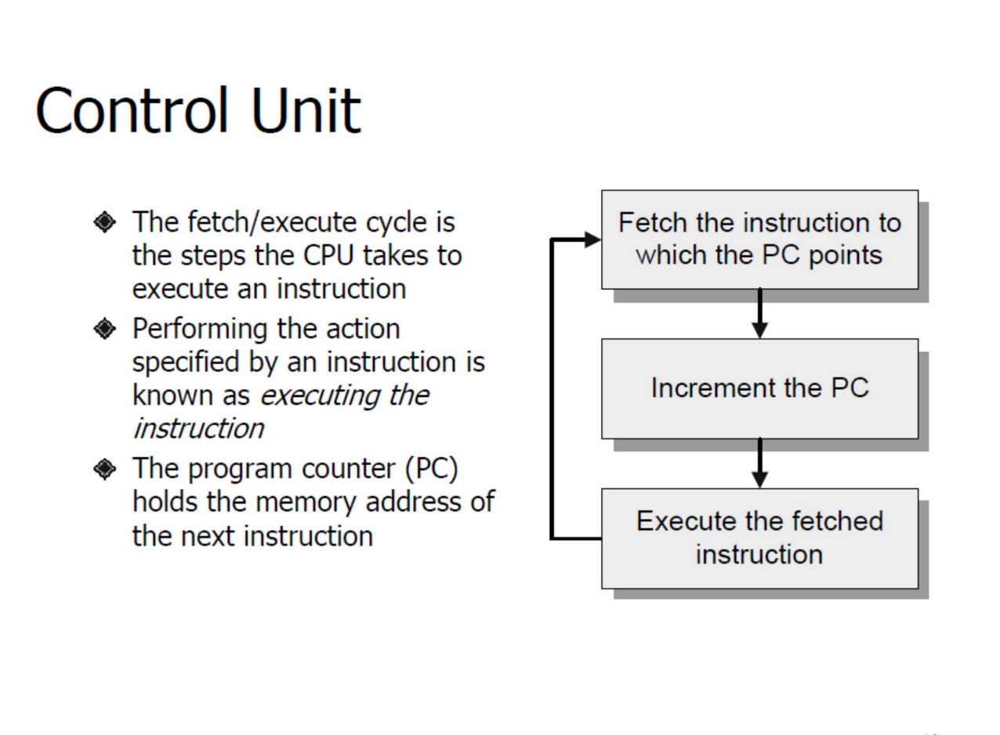 Control Unit
The fetch/execute cycle is
the steps the CPU takes to
execute an instruction
Performing the action
specified by an instruction is
known as executing the
instruction
The program counter (PC)
holds the memory address of
the next instruction
Fetch the instruction to
which the PC points
Increment the PC
Execute the fetched
instruction